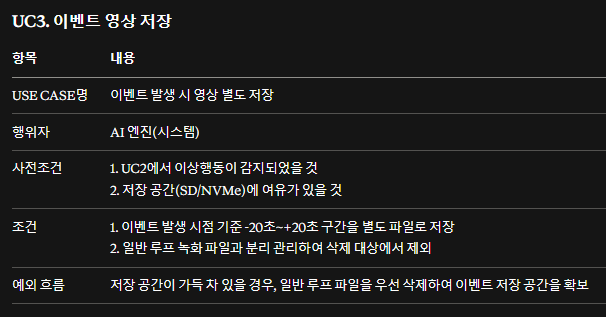 UC3. 이벤트 영상 저장
항목 내용
USE CASE명 이벤트 발생 시 영상 별도 저장
행위자 AI 엔진(시스템)
사전조건 1. UC2에서 이상행동이 감지되었을 것
2. 저장 공간(SD/NVMe)에 여유가 있을 것
조건 1. 이벤트 발생 시점 기준 -20초~+20초 구간을 별도 파일로 저장
2. 일반 루프 녹화 파일과 분리 관리하여 삭제 대상에서 제외
예외 흐름 저장 공간이 가득 차 있을 경우, 일반 루프 파일을 우선 삭제하여 이벤트 저장 공간을 확보